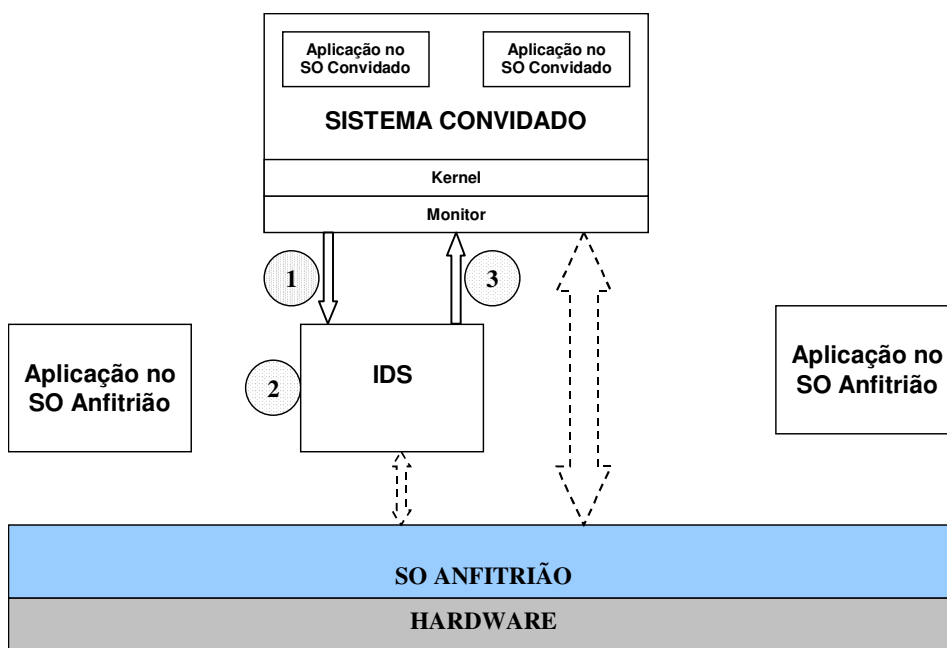 Aplicação no
SO Convidado
Aplicação no
SO Convidado
SISTEMA CONVIDADO
Kernel
Monitor
1
3
Aplicação no
SO Anfitrião
2
IDS
Aplicação no
SO Anfitrião
SO ANFITRIÃO
HARDWARE